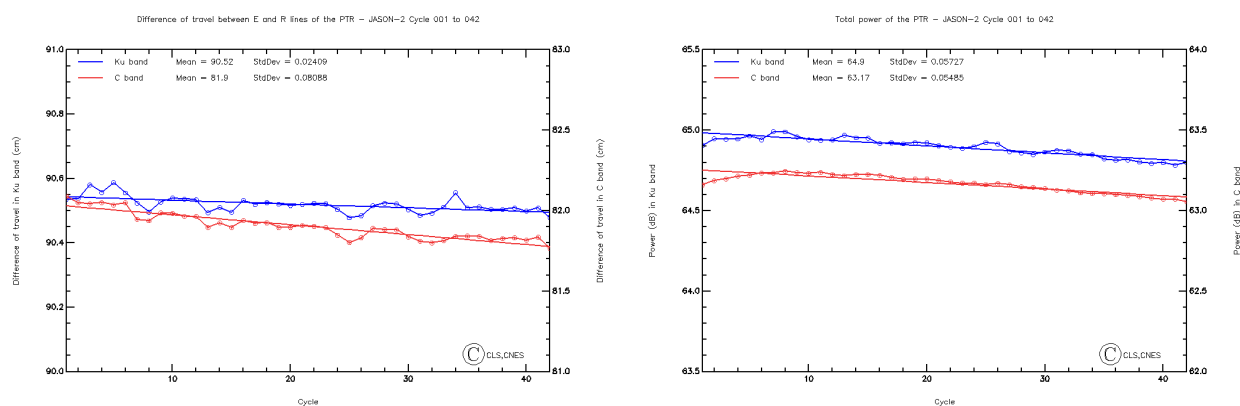 Difference of travel between E and R lines of the PTR - JASON-2 Cycle 001 to 042
91.0
90.8
90.6
90.4
90.2
90.0
83.0
82.5
82.0
81.5
81.0
Ku band Mean = 90.52 StdDev = 0.02409
C band Mean = 81.9 StdDev = 0.08088
Difference of travel in Ku band (cm)
Difference of travel in C band (cm)
10 20 30 40
Cycle
© CLS,CNES
Total power of the PTR - JASON-2 Cycle 001 to 042
65.5
65.0
64.5
64.0
63.5
64.0
63.5
63.0
62.5
62.0
Ku band Mean = 64.9 StdDev = 0.05727
C band Mean = 63.17 StdDev = 0.05485
Power (dB) in Ku band
Power (dB) in C band
10 20 30 40
Cycle
© CLS,CNES